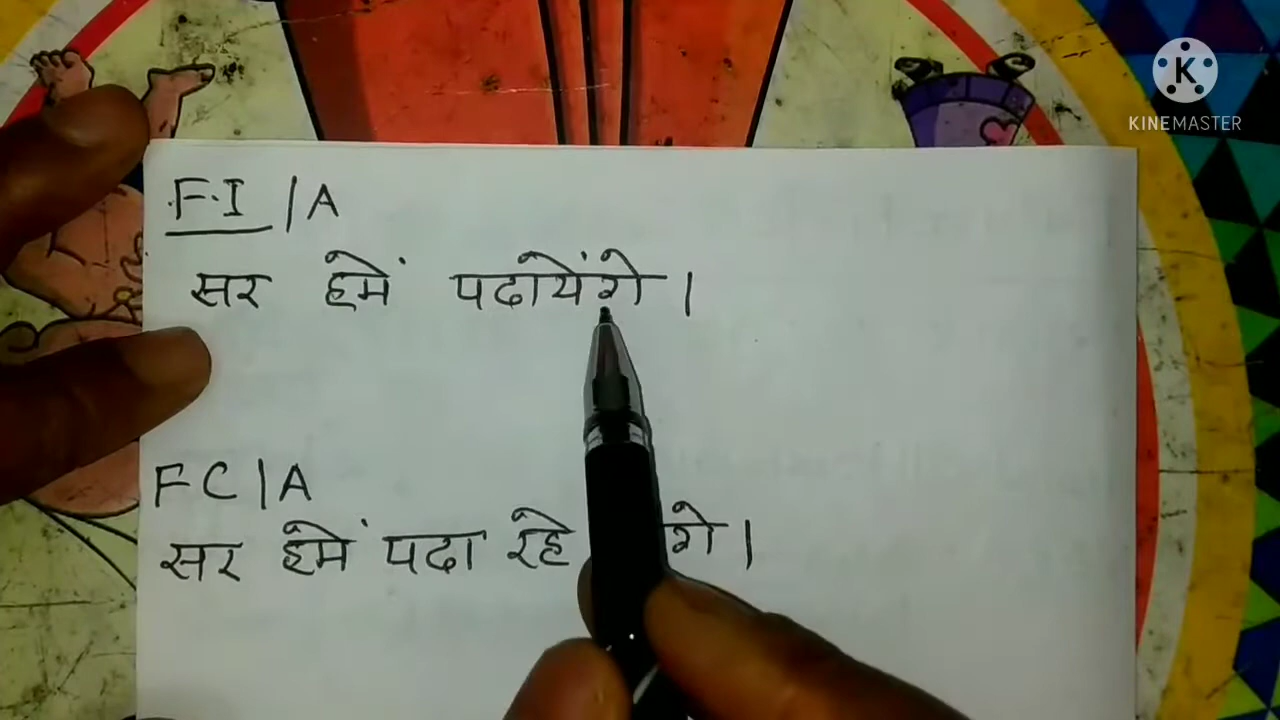 F.I | A
सर हमें पढायेंगे |
FC | A
सर हमें पढा रहे गे |
K
KINEMASTER